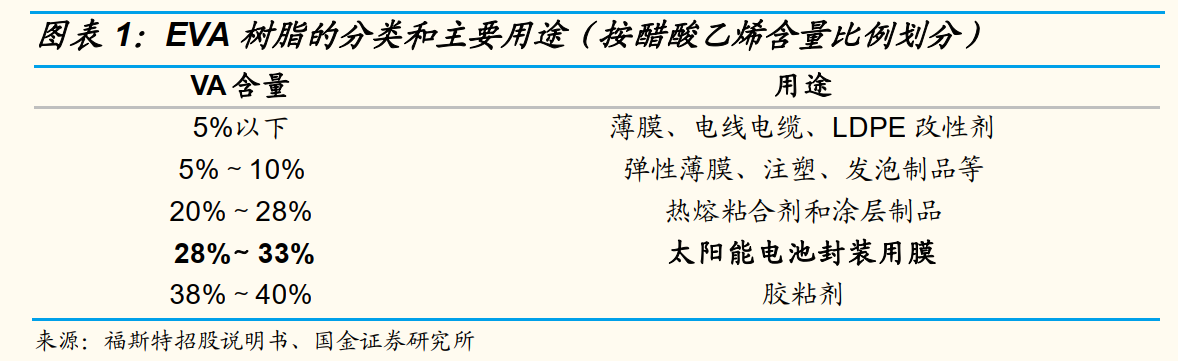 图表 1：EVA 树脂的分类和主要用途（按醋酸乙烯含量比例划分）
VA 含量 用途
5%以下 薄膜、电线电缆、LDPE 改性剂
5%～10% 弹性薄膜、注塑、发泡制品等
20%～28% 热熔粘合剂和涂层制品
28%～33% 太阳能电池封装用膜
38%～40% 胶粘剂
来源：福斯特招股说明书、国金证券研究所